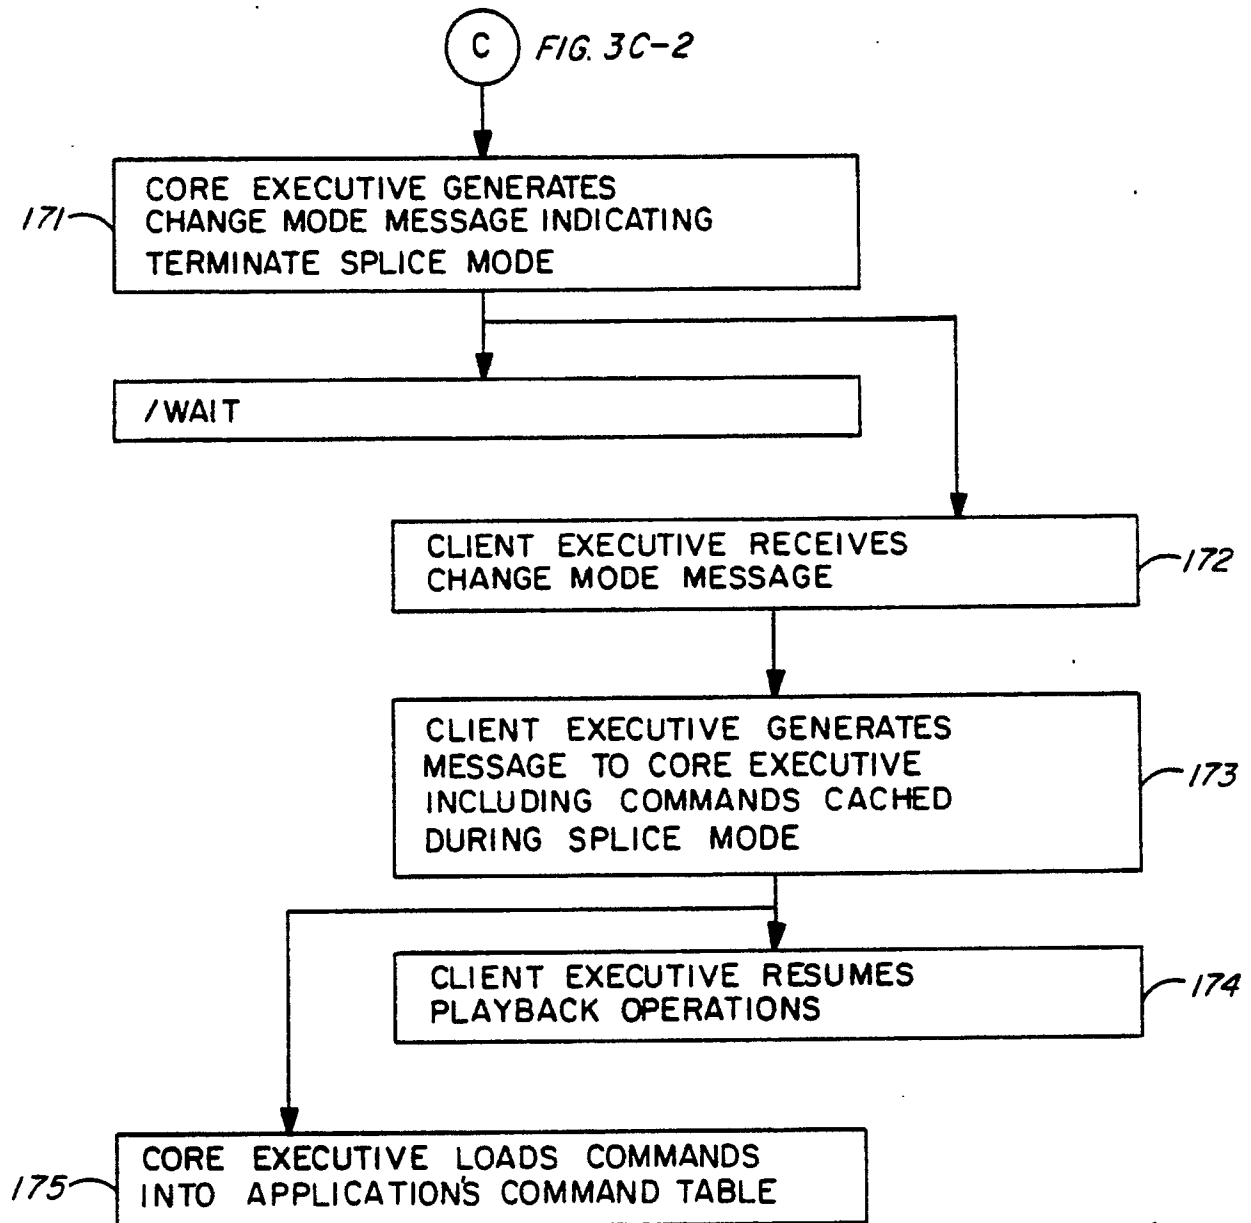 C FIG. 3C-2
171
CORE EXECUTIVE GENERATES
CHANGE MODE MESSAGE INDICATING
TERMINATE SPLICE MODE
/WAIT
CLIENT EXECUTIVE RECEIVES
CHANGE MODE MESSAGE
172
CLIENT EXECUTIVE GENERATES
MESSAGE TO CORE EXECUTIVE
INCLUDING COMMANDS CACHED
DURING SPLICE MODE
173
CLIENT EXECUTIVE RESUMES
PLAYBACK OPERATIONS
174
175
CORE EXECUTIVE LOADS COMMANDS
INTO APPLICATION'S COMMAND TABLE